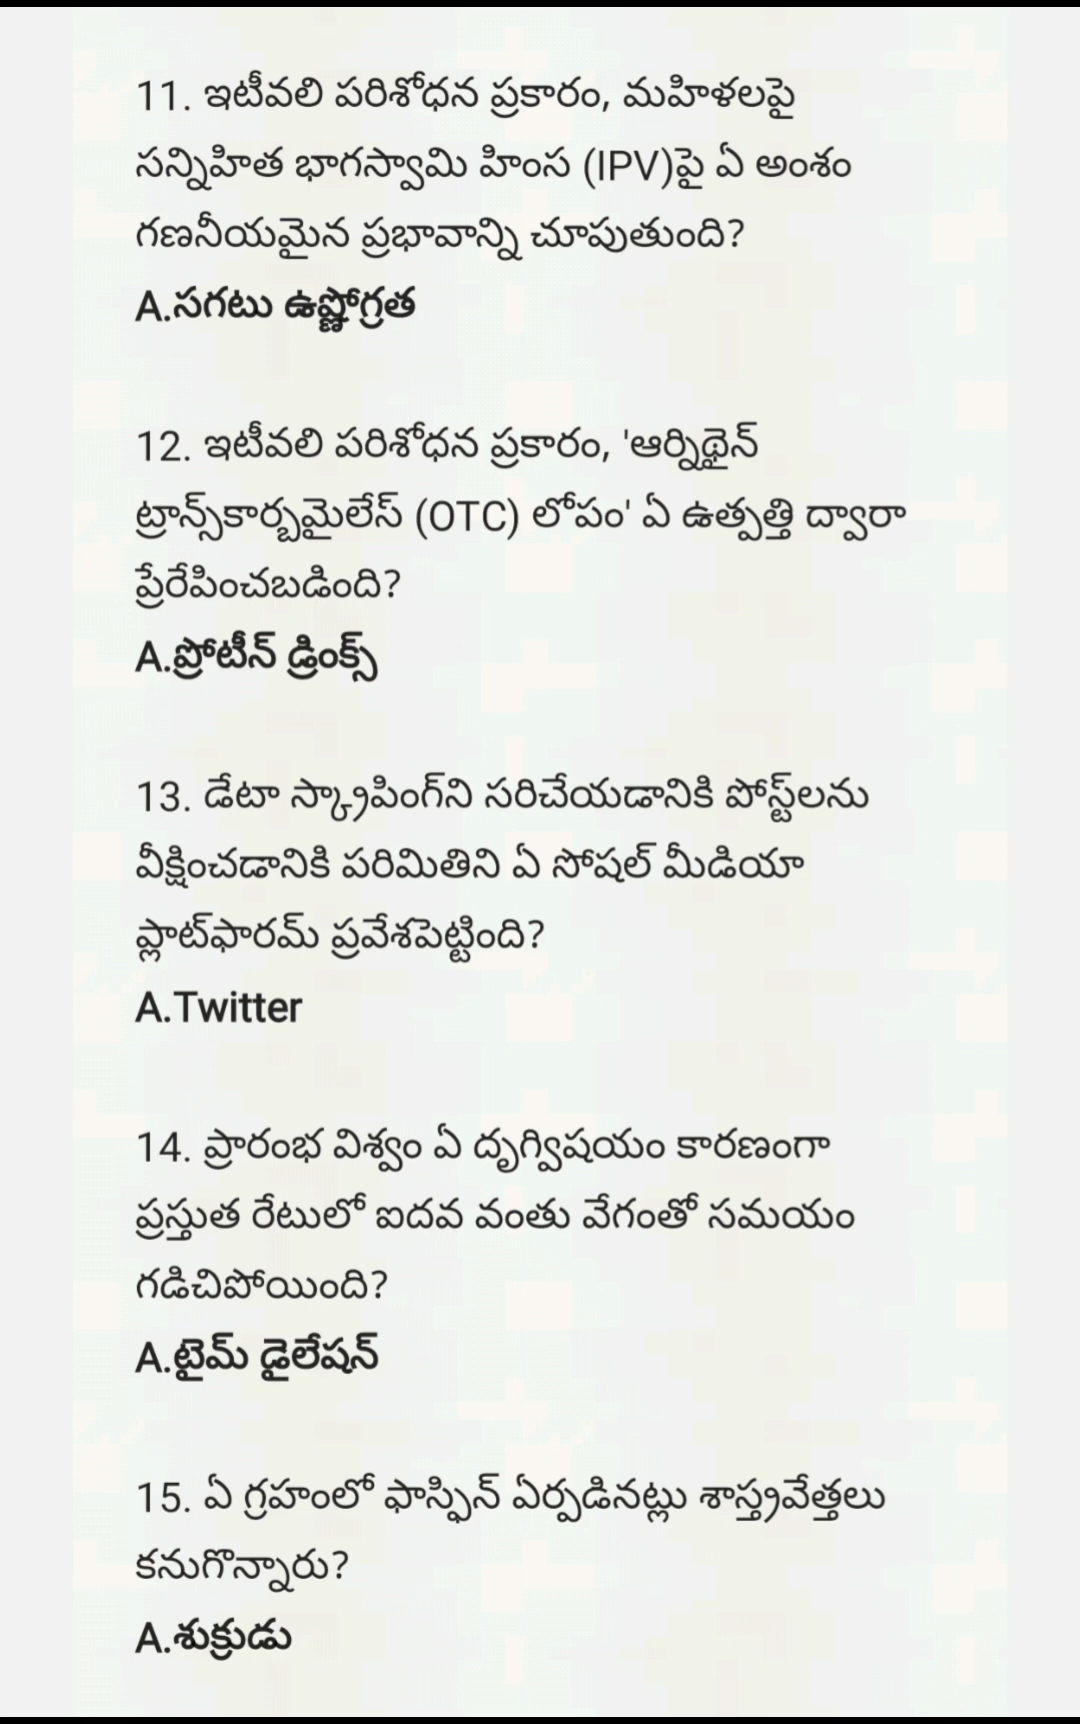 11. ఇటీవలి పరిశోధన ప్రకారం, మహిళలపై
సన్నిహిత భాగస్వామి హింస (IPV)పై ఏ అంశం
గణనీయమైన ప్రభావాన్ని చూపుతుంది?
A.సగటు ఉష్ణోగ్రత
12. ఇటీవలి పరిశోధన ప్రకారం, 'ఆర్నిథైన్
ట్రాన్స్‌కార్బమైలేస్ (OTC) లోపం' ఏ ఉత్పత్తి ద్వారా
ప్రేరేపించబడింది?
A.ప్రోటీన్ డ్రింక్స్
13. డేటా స్క్రాపింగ్‌ని సరిచేయడానికి పోస్ట్‌లను
వీక్షించడానికి పరిమితిని ఏ సోషల్ మీడియా
ప్లాట్‌ఫారమ్ ప్రవేశపెట్టింది?
A.Twitter
14. ప్రారంభ విశ్వం ఏ దృగ్విషయం కారణంగా
ప్రస్తుత రేటులో ఐదవ వంతు వేగంతో సమయం
గడిచిపోయింది?
A.టైమ్ డైలేషన్
15. ఏ గ్రహంలో ఫాస్ఫిన్ ఏర్పడినట్లు శాస్త్రవేత్తలు
కనుగొన్నారు?
A.శుక్రుడు